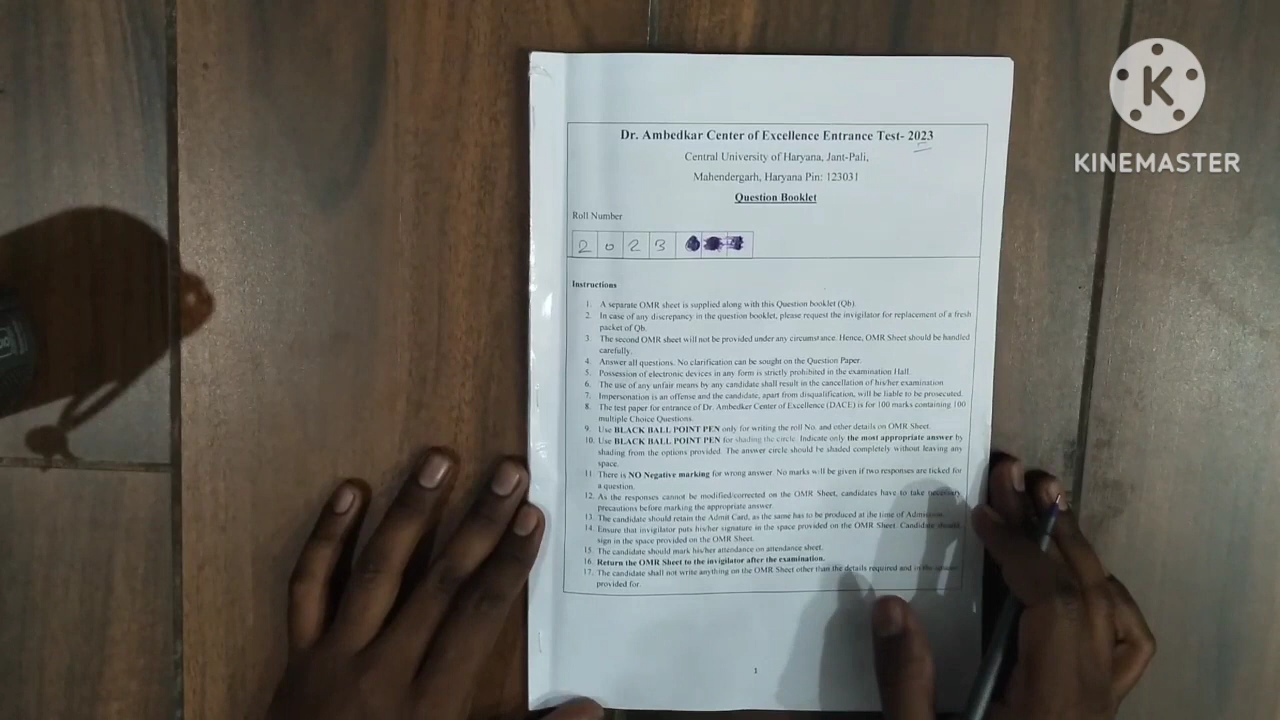 Dr. Ambedkar Center of Excellence Entrance Test- 2023
Central University of Haryana, Jant-Pali,
Mahendergarh, Haryana Pin: 123031
Question Booklet
Roll Number
2 0 2 3
Instructions
1. A separate OMR sheet is supplied along with this Question booklet (Qb).
2. In case of any discrepancy in the question booklet, please request the invigilator for replacement of a fresh
packet of Qb.
3. The second OMR sheet will not be provided under any circumstance. Hence, OMR Sheet should be handled
carefully.
4. Answer all questions. No clarification can be sought on the Question Paper.
5. Possession of electronic devices in any form is strictly prohibited in the examination Hall.
6. The use of any unfair means by any candidate shall result in the cancellation of his/her examination
7. Impersonation is an offense and the candidate, apart from disqualification, will be liable to be prosecuted.
8. The test paper for entrance of Dr. Ambedker Center of Excellence (DACE) is for 100 marks containing 100
multiple Choice Questions.
9. Use BLACK BALL POINT PEN only for writing the roll No. and other details on OMR Sheet.
10. Use BLACK BALL POINT PEN for shading the circle. Indicate only the most appropriate answer by
shading from the options provided. The answer circle should be shaded completely without leaving any
space.
11. There is NO Negative marking for wrong answer. No marks will be given if two responses are ticked for
a question.
12. As the responses cannot be modified/corrected on the OMR Sheet, candidates have to take necessary
precautions before marking the appropriate answer.
13. The candidate should retain the Admit Card, as the same has to be produced at the time of Admission.
14. Ensure that invigilator puts his/her signature in the space provided on the OMR Sheet. Candidate should
sign in the space provided on the OMR Sheet.
15. The candidate should mark his/her attendance on attendance sheet.
16. Return the OMR Sheet to the invigilator after the examination.
17. The candidate shall not write anything on the OMR Sheet other than the details required and in the
provided for.
1
K
KINEMASTER